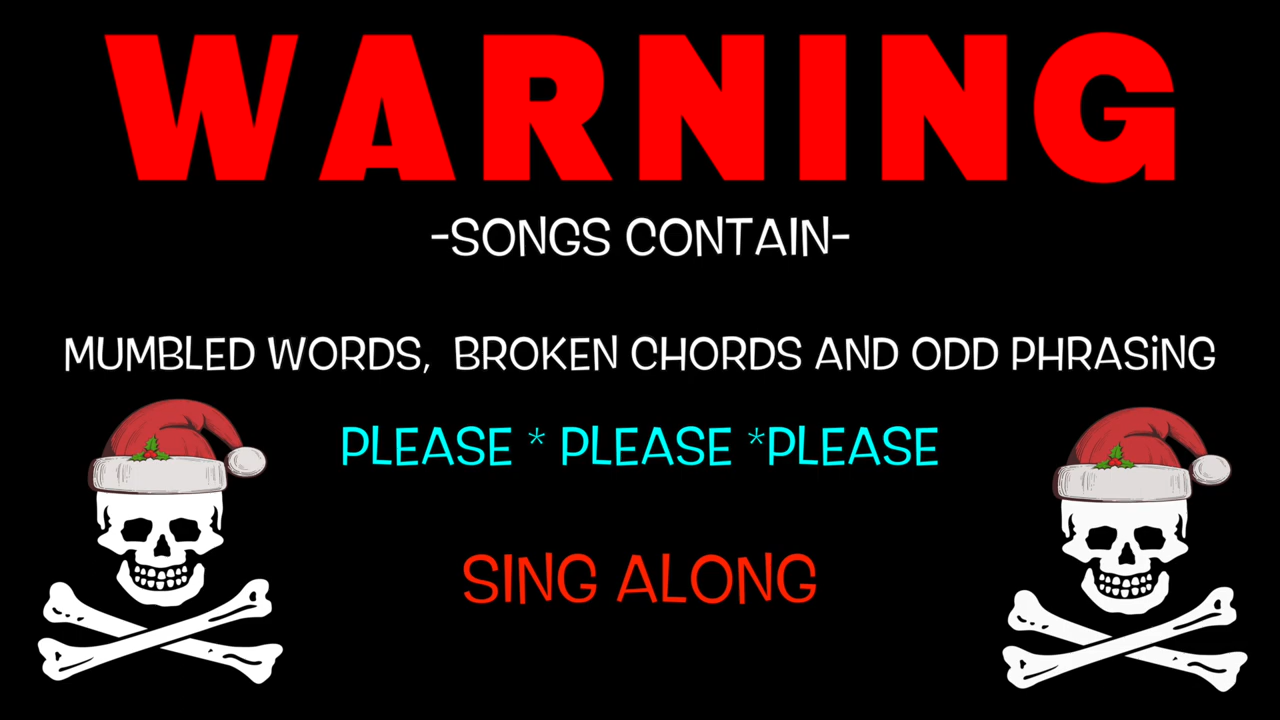 WARNING
-SONGS CONTAIN-
MUMBLED WORDS,  BROKEN CHORDS AND ODD PHRASiNG
PLEASE * PLEASE *PLEASE
SING ALONG